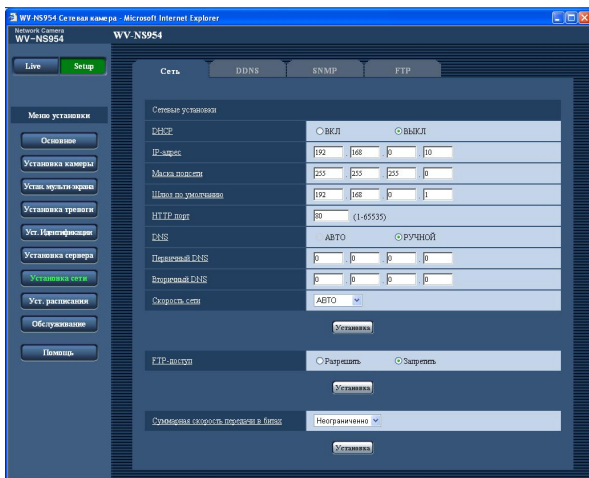 WV-NS954 Сетевая камера - Microsoft Internet Explorer
Network Camera
WV-NS954
WV-NS954
Live Setup
Меню установки
Основное
Установка камеры
Устан. мульти-экрана
Установка тревоги
Уст. Идентификации
Установка сервера
Установка сети
Уст. расписания
Обслуживание
Помощь
Сеть DDNS SNMP FTP
Сетевые установки
DHCP ВКЛ ВЫКЛ
IP-адрес 192 . 168 . 0 . 10
Маска подсети 255 . 255 . 255 . 0
Шлюз по умолчанию 192 . 168 . 0 . 1
HTTP порт 80 (1-65535)
DNS АВТО РУЧНОЙ
Первичный DNS 0 . 0 . 0 . 0
Вторичный DNS 0 . 0 . 0 . 0
Скорость сети АВТО
Установка
FTP-доступ Разрешить Запретить
Установка
Суммарная скорость передачи в битах Неограниченно
Установка